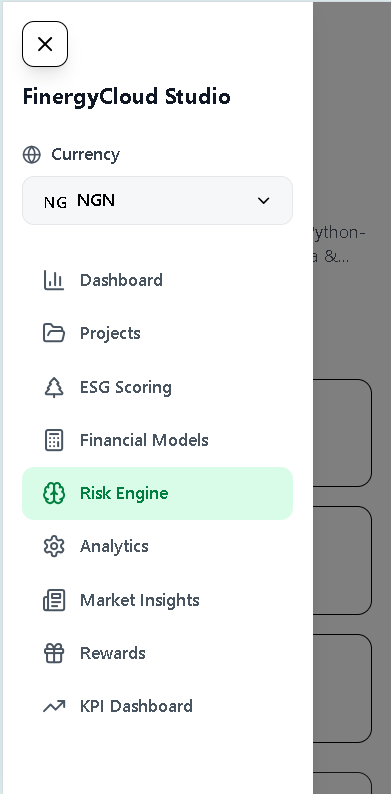 FinergyCloud Studio
Currency
NG NGN
ython-
a &...
Dashboard
Projects
ESG Scoring
Financial Models
Risk Engine
Analytics
Market Insights
Rewards
KPI Dashboard